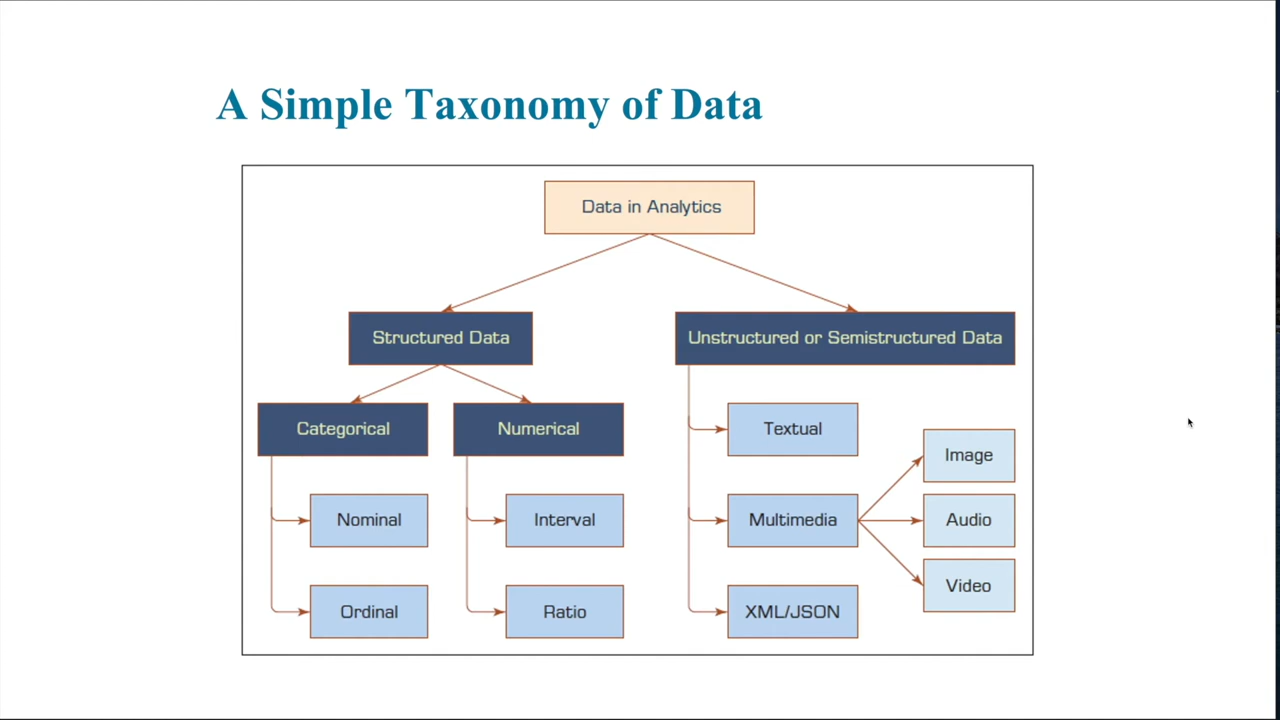 A Simple Taxonomy of Data
Data in Analytics
Structured Data
Unstructured or Semistructured Data
Categorical
Numerical
Textual
Image
Nominal
Interval
Multimedia
Audio
Video
Ordinal
Ratio
XML/JSON